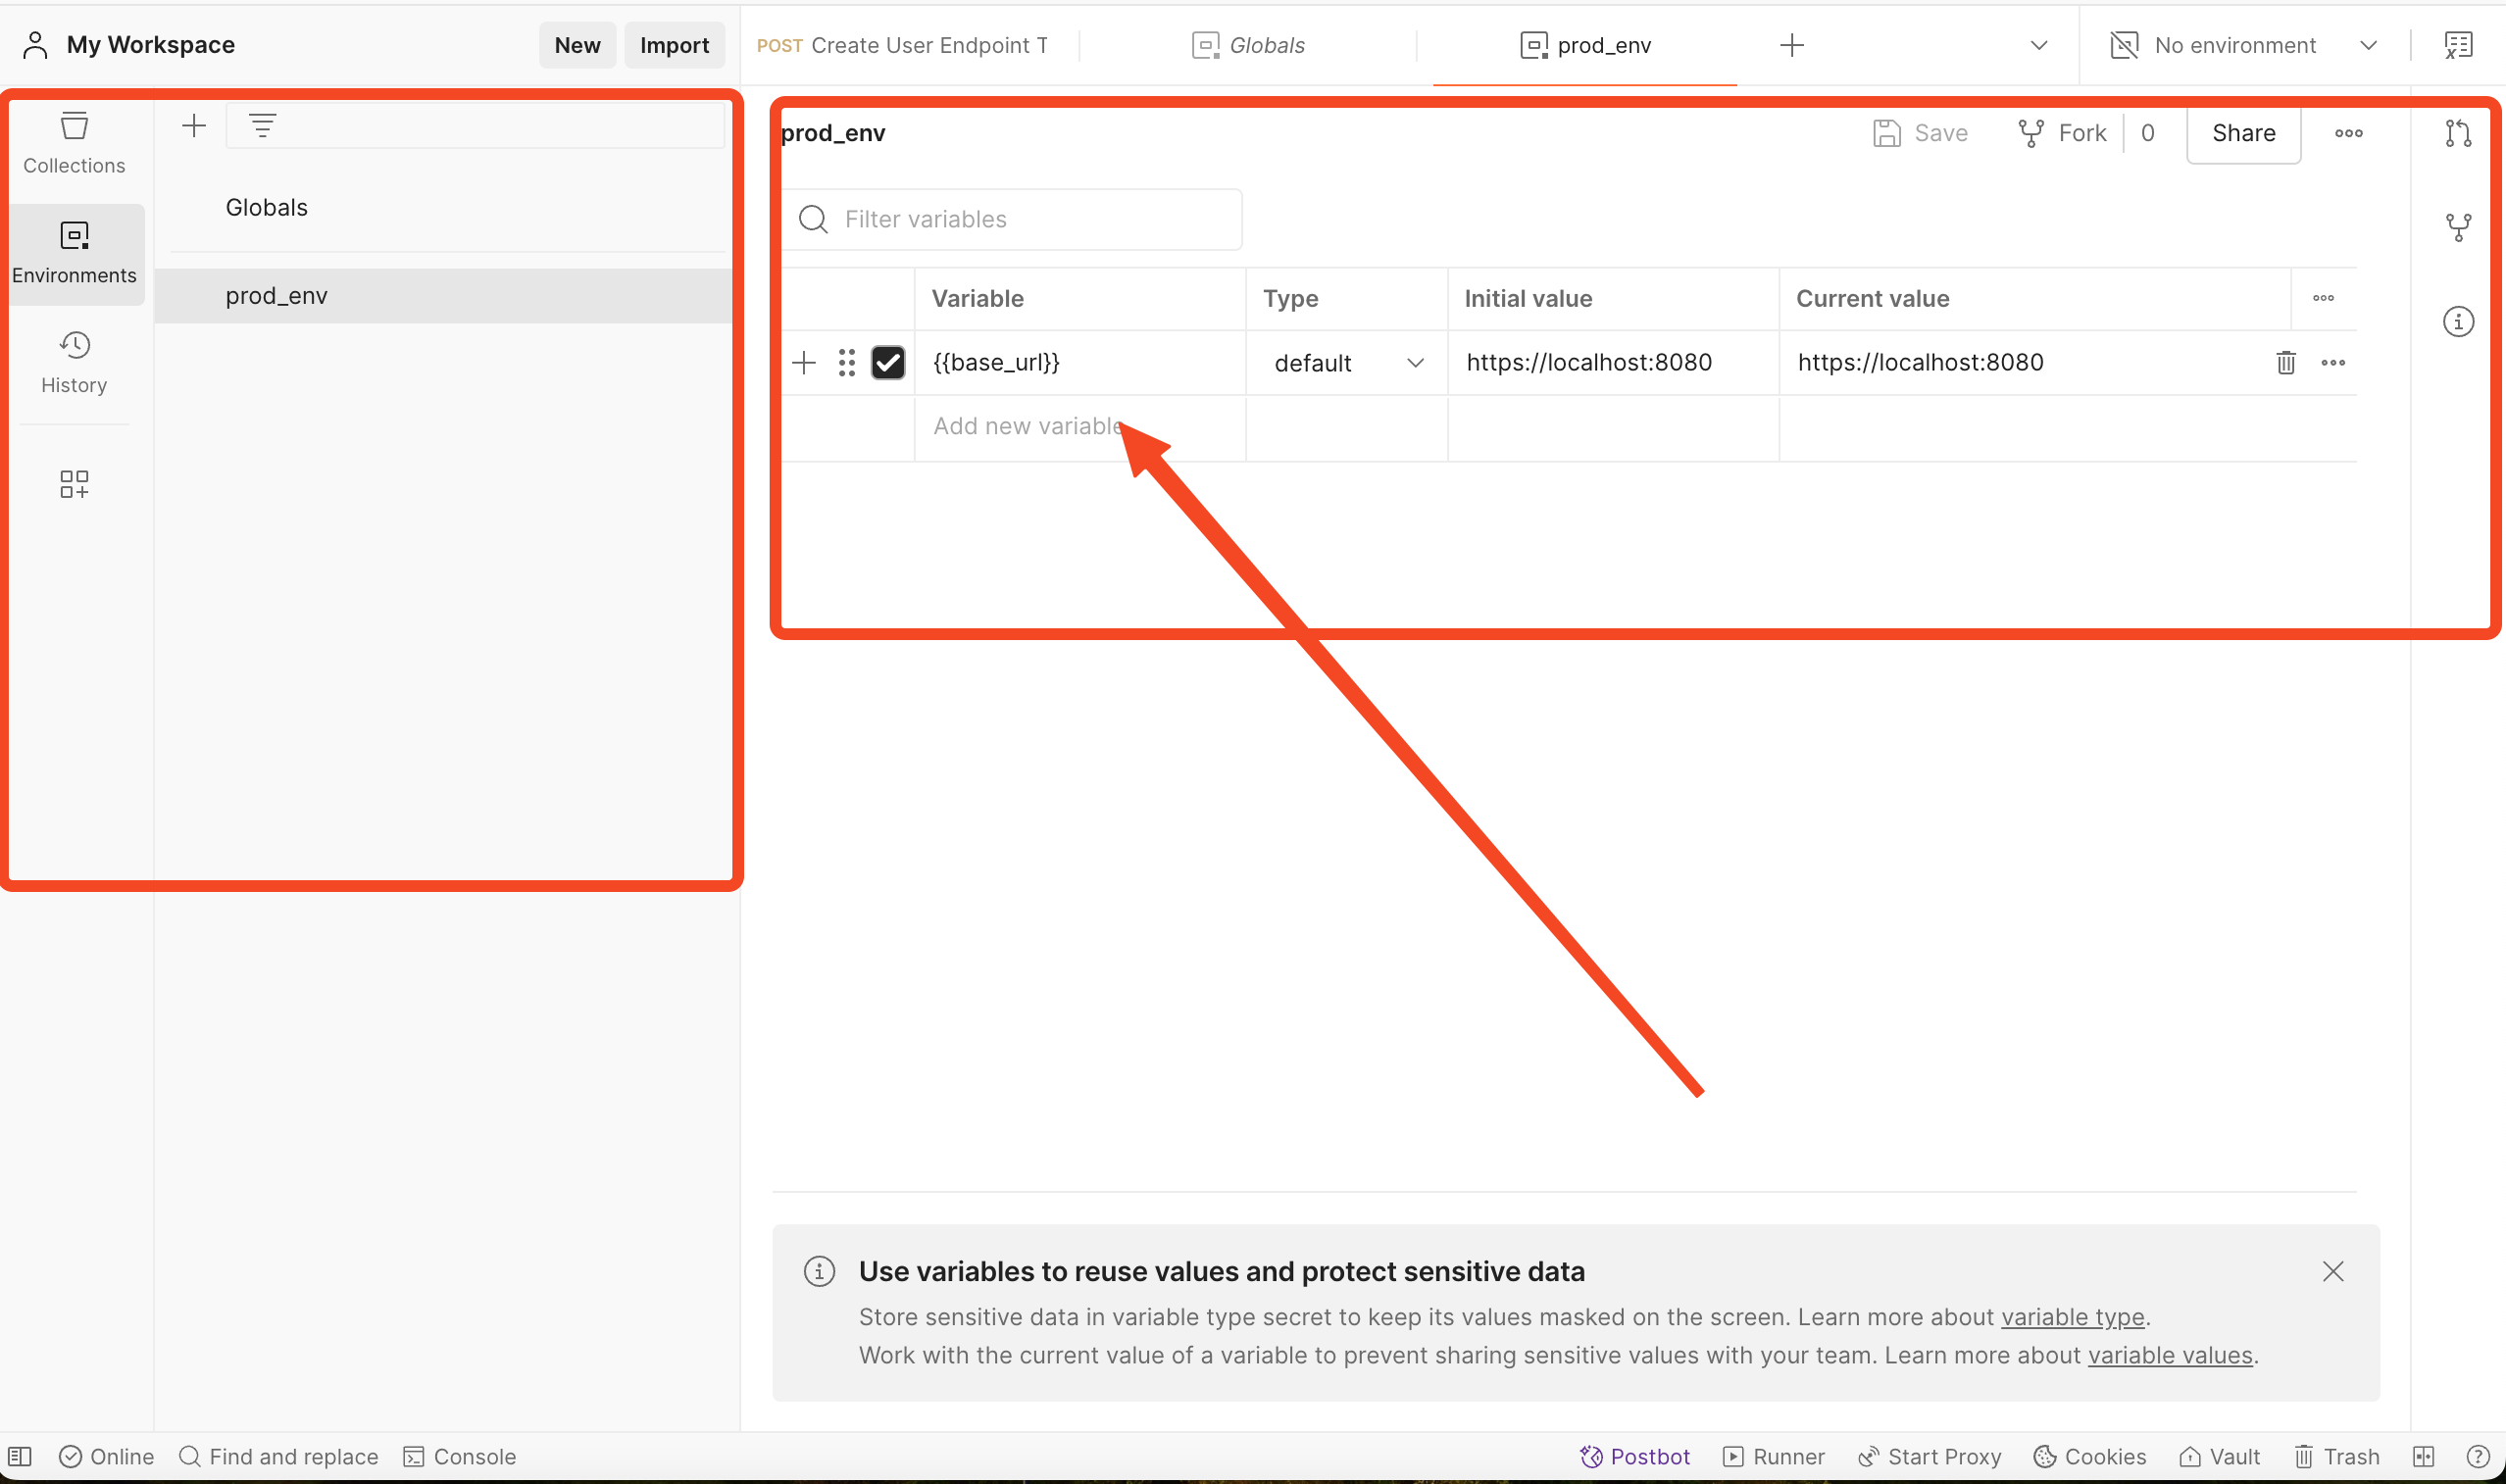 My Workspace
New
Import
POST Create User Endpoint T
Globals
prod_env
No environment
Collections
Environments
History
Globals
prod_env
prod_env
Save
Fork
0
Share
Filter variables
Variable Type Initial value Current value
{{base_url}} default https://localhost:8080 https://localhost:8080
Add new variable
Use variables to reuse values and protect sensitive data
Store sensitive data in variable type secret to keep its values masked on the screen. Learn more about variable type.
Work with the current value of a variable to prevent sharing sensitive values with your team. Learn more about variable values.
Online Find and replace Console Postbot Runner Start Proxy Cookies Vault Trash